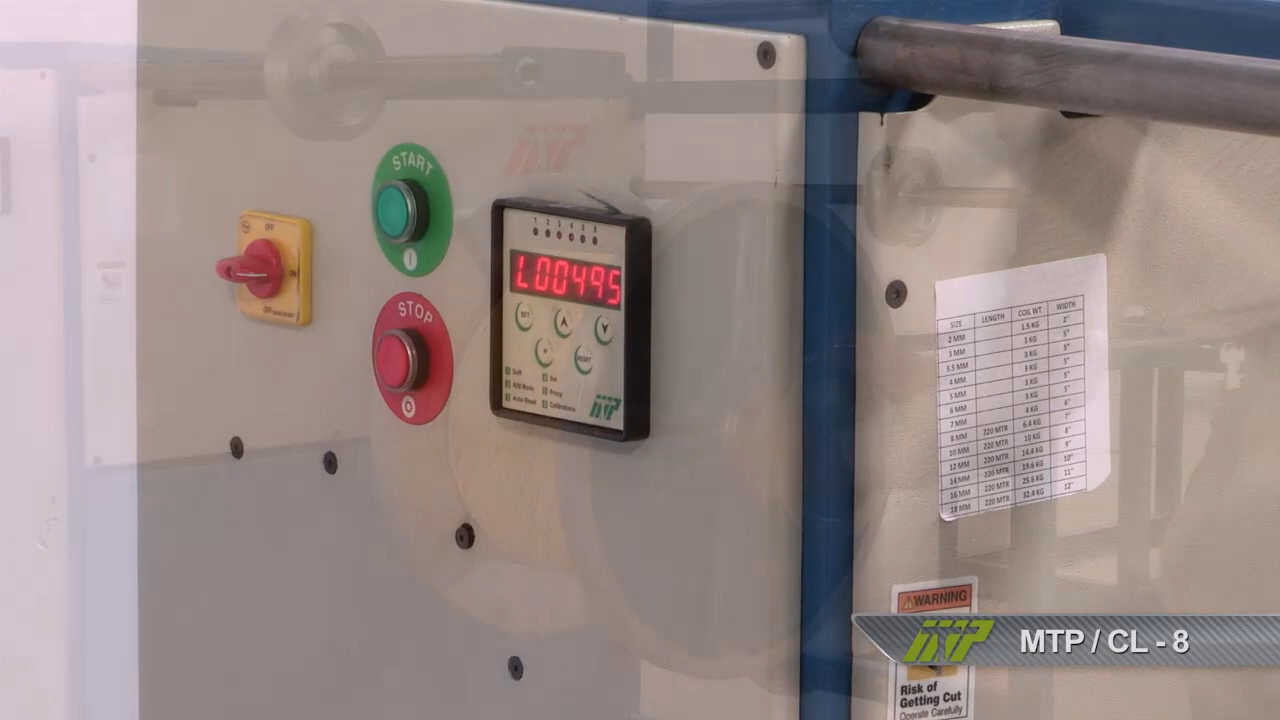 START
I
STOP
O
OFF
ON
1 2 3 4 5 6
L00495
SET
RESET
Set
Proxy
Auto Reset
Calibrations
MTP
SIZE LENGTH COIL WT WIDTH
2 MM 1.5 KG 2"
3 MM 3 KG 5"
3.5 MM 3 KG 5"
4 MM 3 KG 5"
5 MM 3 KG 5"
6 MM 3 KG 5"
7 MM 4 KG 6"
8 MM 220 MTR 6.4 KG 7"
10 MM 220 MTR 10 KG 8"
12 MM 220 MTR 14.4 KG 9"
14 MM 220 MTR 19.6 KG 10"
16 MM 220 MTR 25.6 KG 11"
18 MM 220 MTR 32.4 KG 12"
WARNING
MTP MTP / CL - 8
Risk of
Getting Cut
Operate Carefully